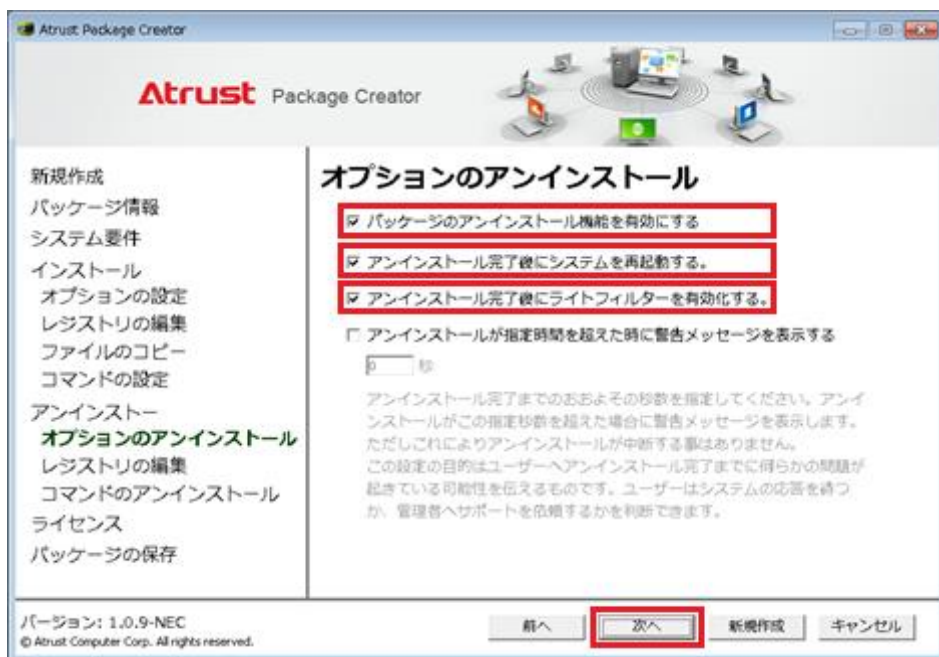 Atrust Package Creator
Atrust Package Creator
新規作成
パッケージ情報
システム要件
インストール
オプションの設定
レジストリの編集
ファイルのコピー
コマンドの設定
アンインストー
オプションのアンインストール
レジストリの編集
コマンドのアンインストール
ライセンス
パッケージの保存
オプションのアンインストール
パッケージのアンインストール機能を有効にする
アンインストール完了後にシステムを再起動する。
アンインストール完了後にライトフィルターを有効化する。
アンインストールが指定時間を超えた時に警告メッセージを表示する
0 秒
アンインストール完了までのおおよその秒数を指定してください。アンイ
ンストールがこの指定秒数を超えた場合に警告メッセージを表示します。
ただしこれによりアンインストールが中断する事はありません。
この設定の目的はユーザーへアンインストール完了までに何らかの問題が
起きている可能性を伝えるものです。ユーザーはシステムの応答を待つ
か、管理者へサポートを依頼するかを判断できます。
バージョン: 1.0.9-NEC
© Atrust Computer Corp. All rights reserved.
前へ
次へ
新規作成
キャンセル